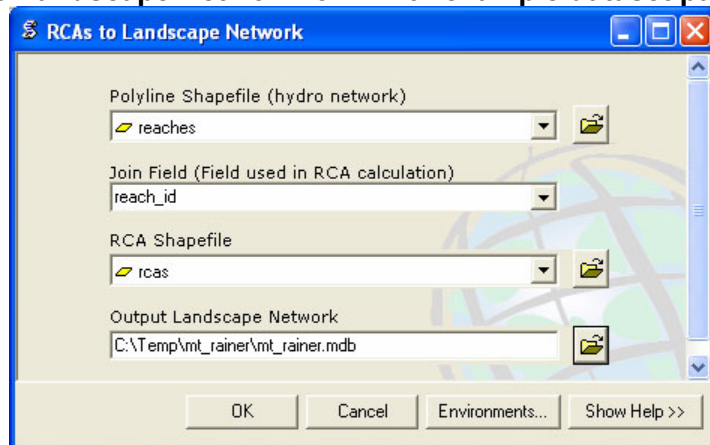 RCAs to Landscape Network
Polyline Shapefile (hydro network)
reaches
Join Field (Field used in RCA calculation)
reach_id
RCA Shapefile
rcas
Output Landscape Network
C:\Temp\mt_rainer\mt_rainer.mdb
OK Cancel Environments... Show Help >>